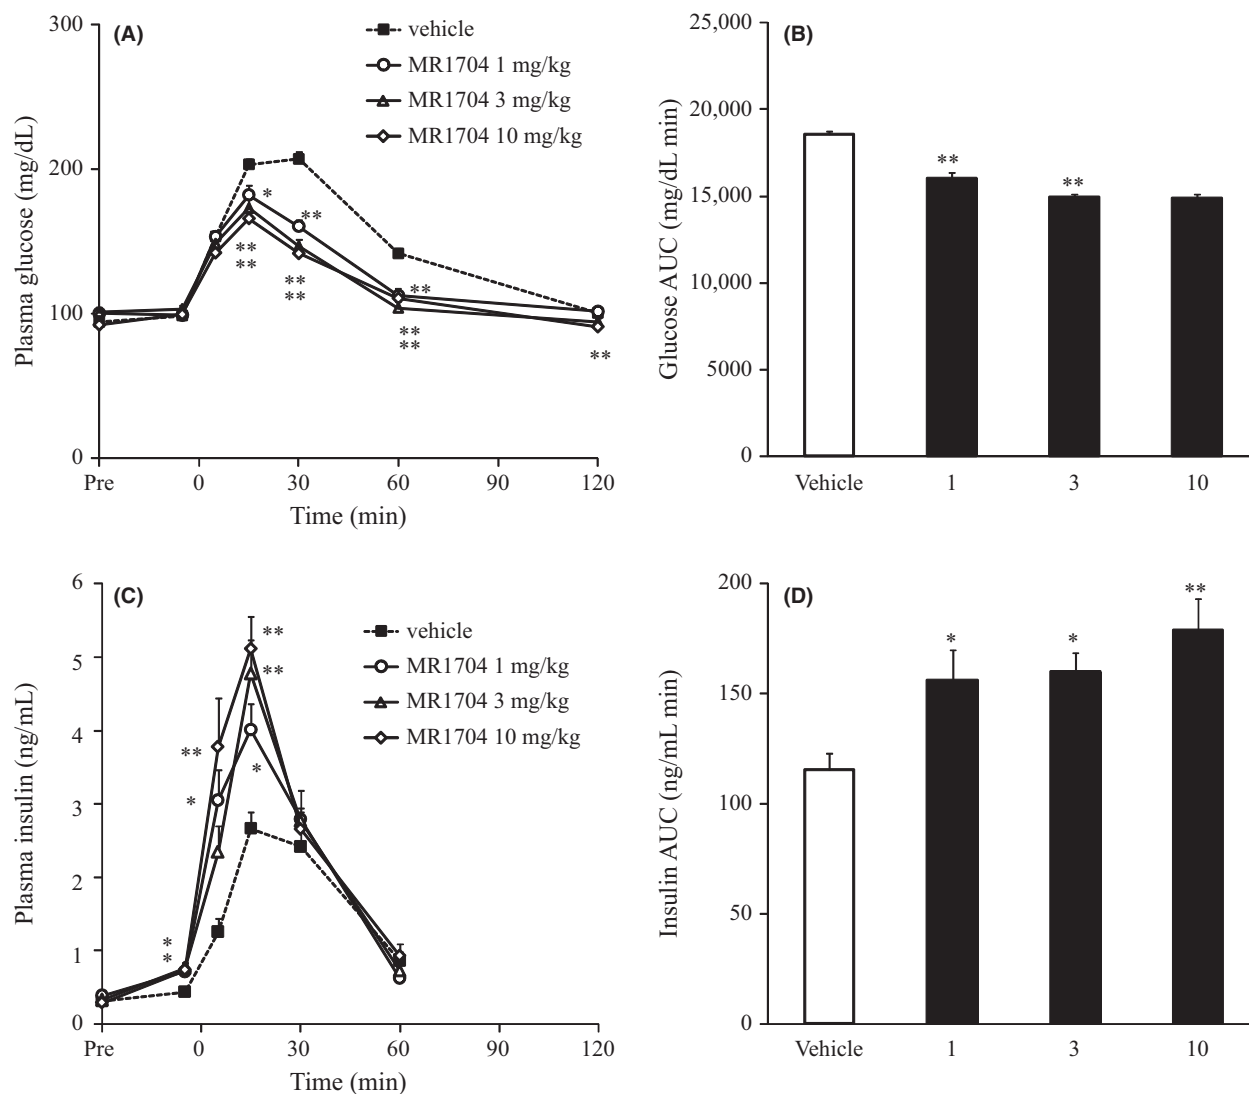 (A)
vehicle
MR1704 1 mg/kg
MR1704 3 mg/kg
MR1704 10 mg/kg
Plasma glucose (mg/dL)
300
200
100
0
*
**
**
**
**
**
**
**
**
**
Pre 0 30 60 90 120
Time (min)
(B)
Glucose AUC (mg/dL min)
25,000
20,000
15,000
10,000
5000
0
**
**
Vehicle 1 3 10
(C)
vehicle
MR1704 1 mg/kg
MR1704 3 mg/kg
MR1704 10 mg/kg
Plasma insulin (ng/mL)
6
5
4
3
2
1
0
**
**
**
*
*
*
*
Pre 0 30 60 90 120
Time (min)
(D)
Insulin AUC (ng/mL min)
200
150
100
50
0
*
*
**
Vehicle 1 3 10